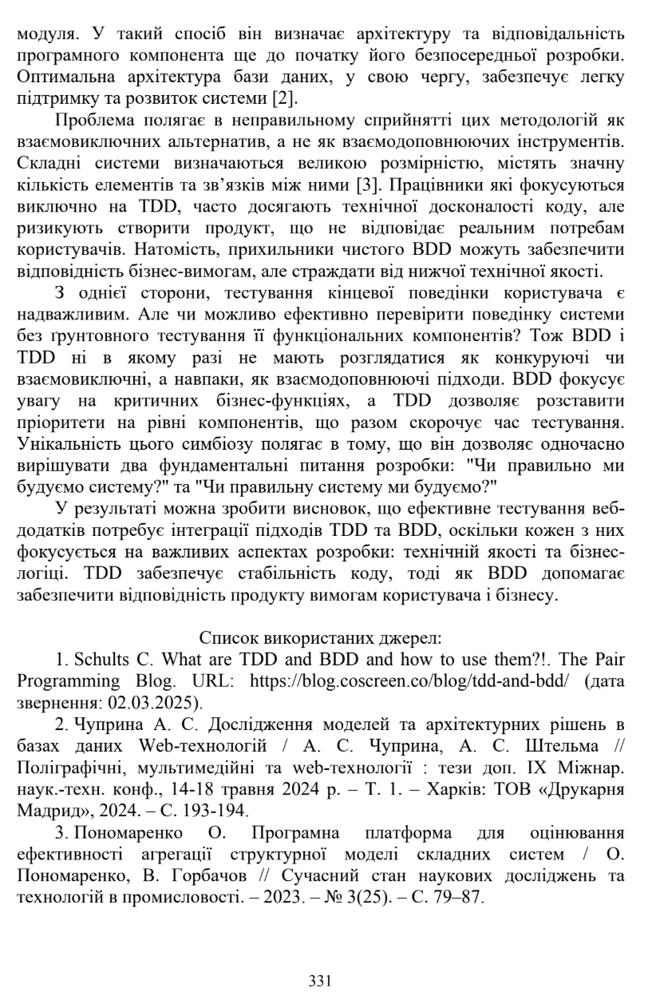 модуля. У такий спосіб він визначає архітектуру та відповідальність
програмного компонента ще до початку його безпосередньої розробки.
Оптимальна архітектура бази даних, у свою чергу, забезпечує легку
підтримку та розвиток системи [2].
Проблема полягає в неправильному сприйнятті цих методологій як
взаємовиключних альтернатив, а не як взаємодоповнюючих інструментів.
Складні системи визначаються великою розмірністю, містять значну
кількість елементів та зв’язків між ними [3]. Працівники які фокусуються
виключно на TDD, часто досягають технічної досконалості коду, але
ризикують створити продукт, що не відповідає реальним потребам
користувачів. Натомість, прихильники чистого BDD можуть забезпечити
відповідність бізнес-вимогам, але страждати від нижчої технічної якості.
З однієї сторони, тестування кінцевої поведінки користувача є
надважливим. Але чи можливо ефективно перевірити поведінку системи
без ґрунтовного тестування її функціональних компонентів? Тож BDD і
TDD ні в якому разі не мають розглядатися як конкуруючі чи
взаємовиключні, а навпаки, як взаємодоповнюючі підходи. BDD фокусує
увагу на критичних бізнес-функціях, а TDD дозволяє розставити
пріоритети на рівні компонентів, що разом скорочує час тестування.
Унікальність цього симбіозу полягає в тому, що він дозволяє одночасно
вирішувати два фундаментальні питання розробки: "Чи правильно ми
будуємо систему?" та "Чи правильну систему ми будуємо?"
У результаті можна зробити висновок, що ефективне тестування веб-
додатків потребує інтеграції підходів TDD та BDD, оскільки кожен з них
фокусується на важливих аспектах розробки: технічній якості та бізнес-
логіці. TDD забезпечує стабільність коду, тоді як BDD допомагає
забезпечити відповідність продукту вимогам користувача і бізнесу.
Список використаних джерел:
1. Schults C. What are TDD and BDD and how to use them?!. The Pair
Programming Blog. URL: https://blog.coscreen.co/blog/tdd-and-bdd/ (дата
звернення: 02.03.2025).
2. Чуприна А. С. Дослідження моделей та архітектурних рішень в
базах даних Web-технологій / А. С. Чуприна, А. С. Штельма //
Поліграфічні, мультимедійні та web-технології : тези доп. IX Міжнар.
наук.-техн. конф., 14-18 травня 2024 р. – Т. 1. – Харків: ТОВ «Друкарня
Мадрид», 2024. – С. 193-194.
3. Пономаренко О. Програмна платформа для оцінювання
ефективності агрегації структурної моделі складних систем / О.
Пономаренко, В. Горбачов // Сучасний стан наукових досліджень та
технологій в промисловості. – 2023. – № 3(25). – С. 79–87.
331